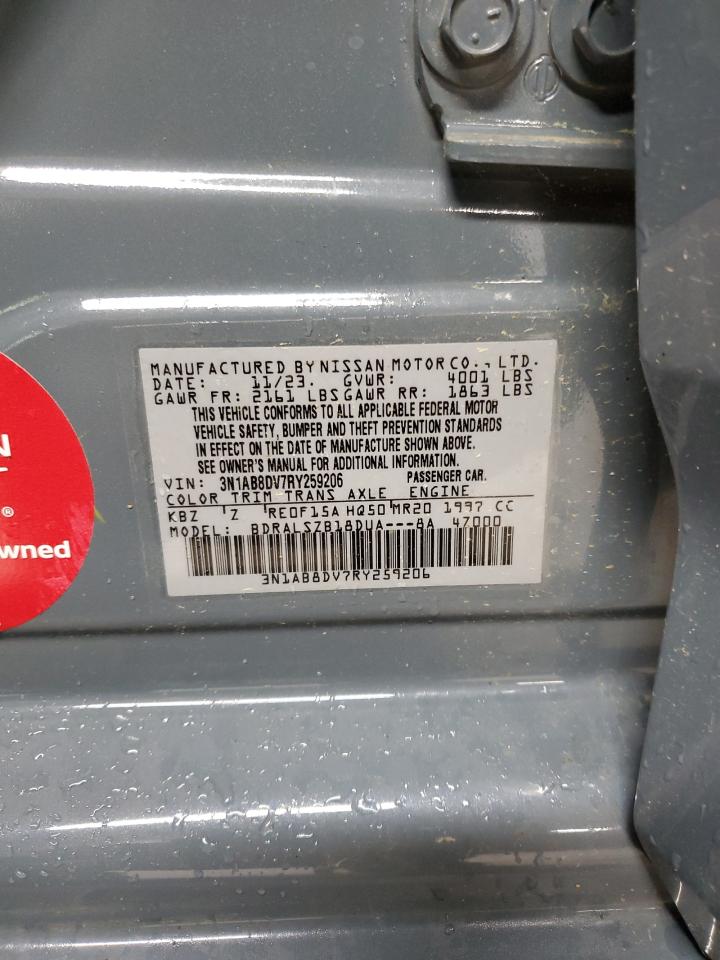 MANUFACTURED BY NISSAN MOTOR CO., LTD.
DATE: 11/23. GVWR: 4001 LBS
GAWR FR: 2161 LBS GAWR RR: 1863 LBS
THIS VEHICLE CONFORMS TO ALL APPLICABLE FEDERAL MOTOR
VEHICLE SAFETY, BUMPER AND THEFT PREVENTION STANDARDS
IN EFFECT ON THE DATE OF MANUFACTURE SHOWN ABOVE.
SEE OWNER'S MANUAL FOR ADDITIONAL INFORMATION.
VIN: 3N1AB8DV7RY259206 PASSENGER CAR.
COLOR TRIM TRANS AXLE ENGINE
KBZ 'Z 'RE0F15A HQ50 MR20 1997 CC
MODEL: BDRALSZB18DUA---8A 47000
3N1AB8DV7RY259206
N
®
wned